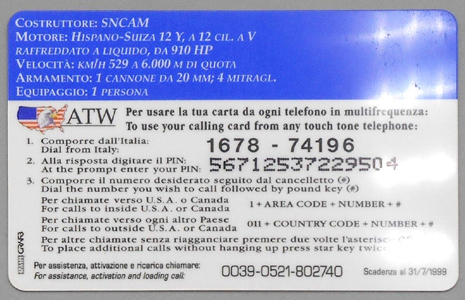 COSTRUTTORE: SNCAM
MOTORE: HISPANO-SUIZA 12 Y, A 12 CIL. A V
RAFFREDDATO A LIQUIDO, DA 910 HP
VELOCITÀ: KM/H 529 A 6.000 M DI QUOTA
ARMAMENTO: 1 CANNONE DA 20 MM; 4 MITRAGL.
EQUIPAGGIO: 1 PERSONA
ATW
Per usare la tua carta da ogni telefono in multifrequenza:
To use your calling card from any touch tone telephone:
1. Comporre dall'Italia:
Dial from Italy:
1678 - 74196
2. Alla risposta digitare il PIN:
At the prompt enter your PIN:
56712537229504
3. Comporre il numero desiderato seguito dal cancelletto (#)
Dial the number you wish to call followed by pound key (#)
Per chiamate verso U.S.A. o Canada
For calls to inside U.S.A. or Canada
1 + AREA CODE + NUMBER + #
Per chiamate verso ogni altro Paese
For calls to outside U.S.A. or Canada
011 + COUNTRY CODE + NUMBER + #
Per altre chiamate senza riagganciare premere due volte l'asterisco
To place additional calls without hanging up press star key twice
Per assistenza, attivazione e ricarica chiamare:
For assistance, activation and loading call:
0039-0521-802740
Scadenza al 31/7/1999